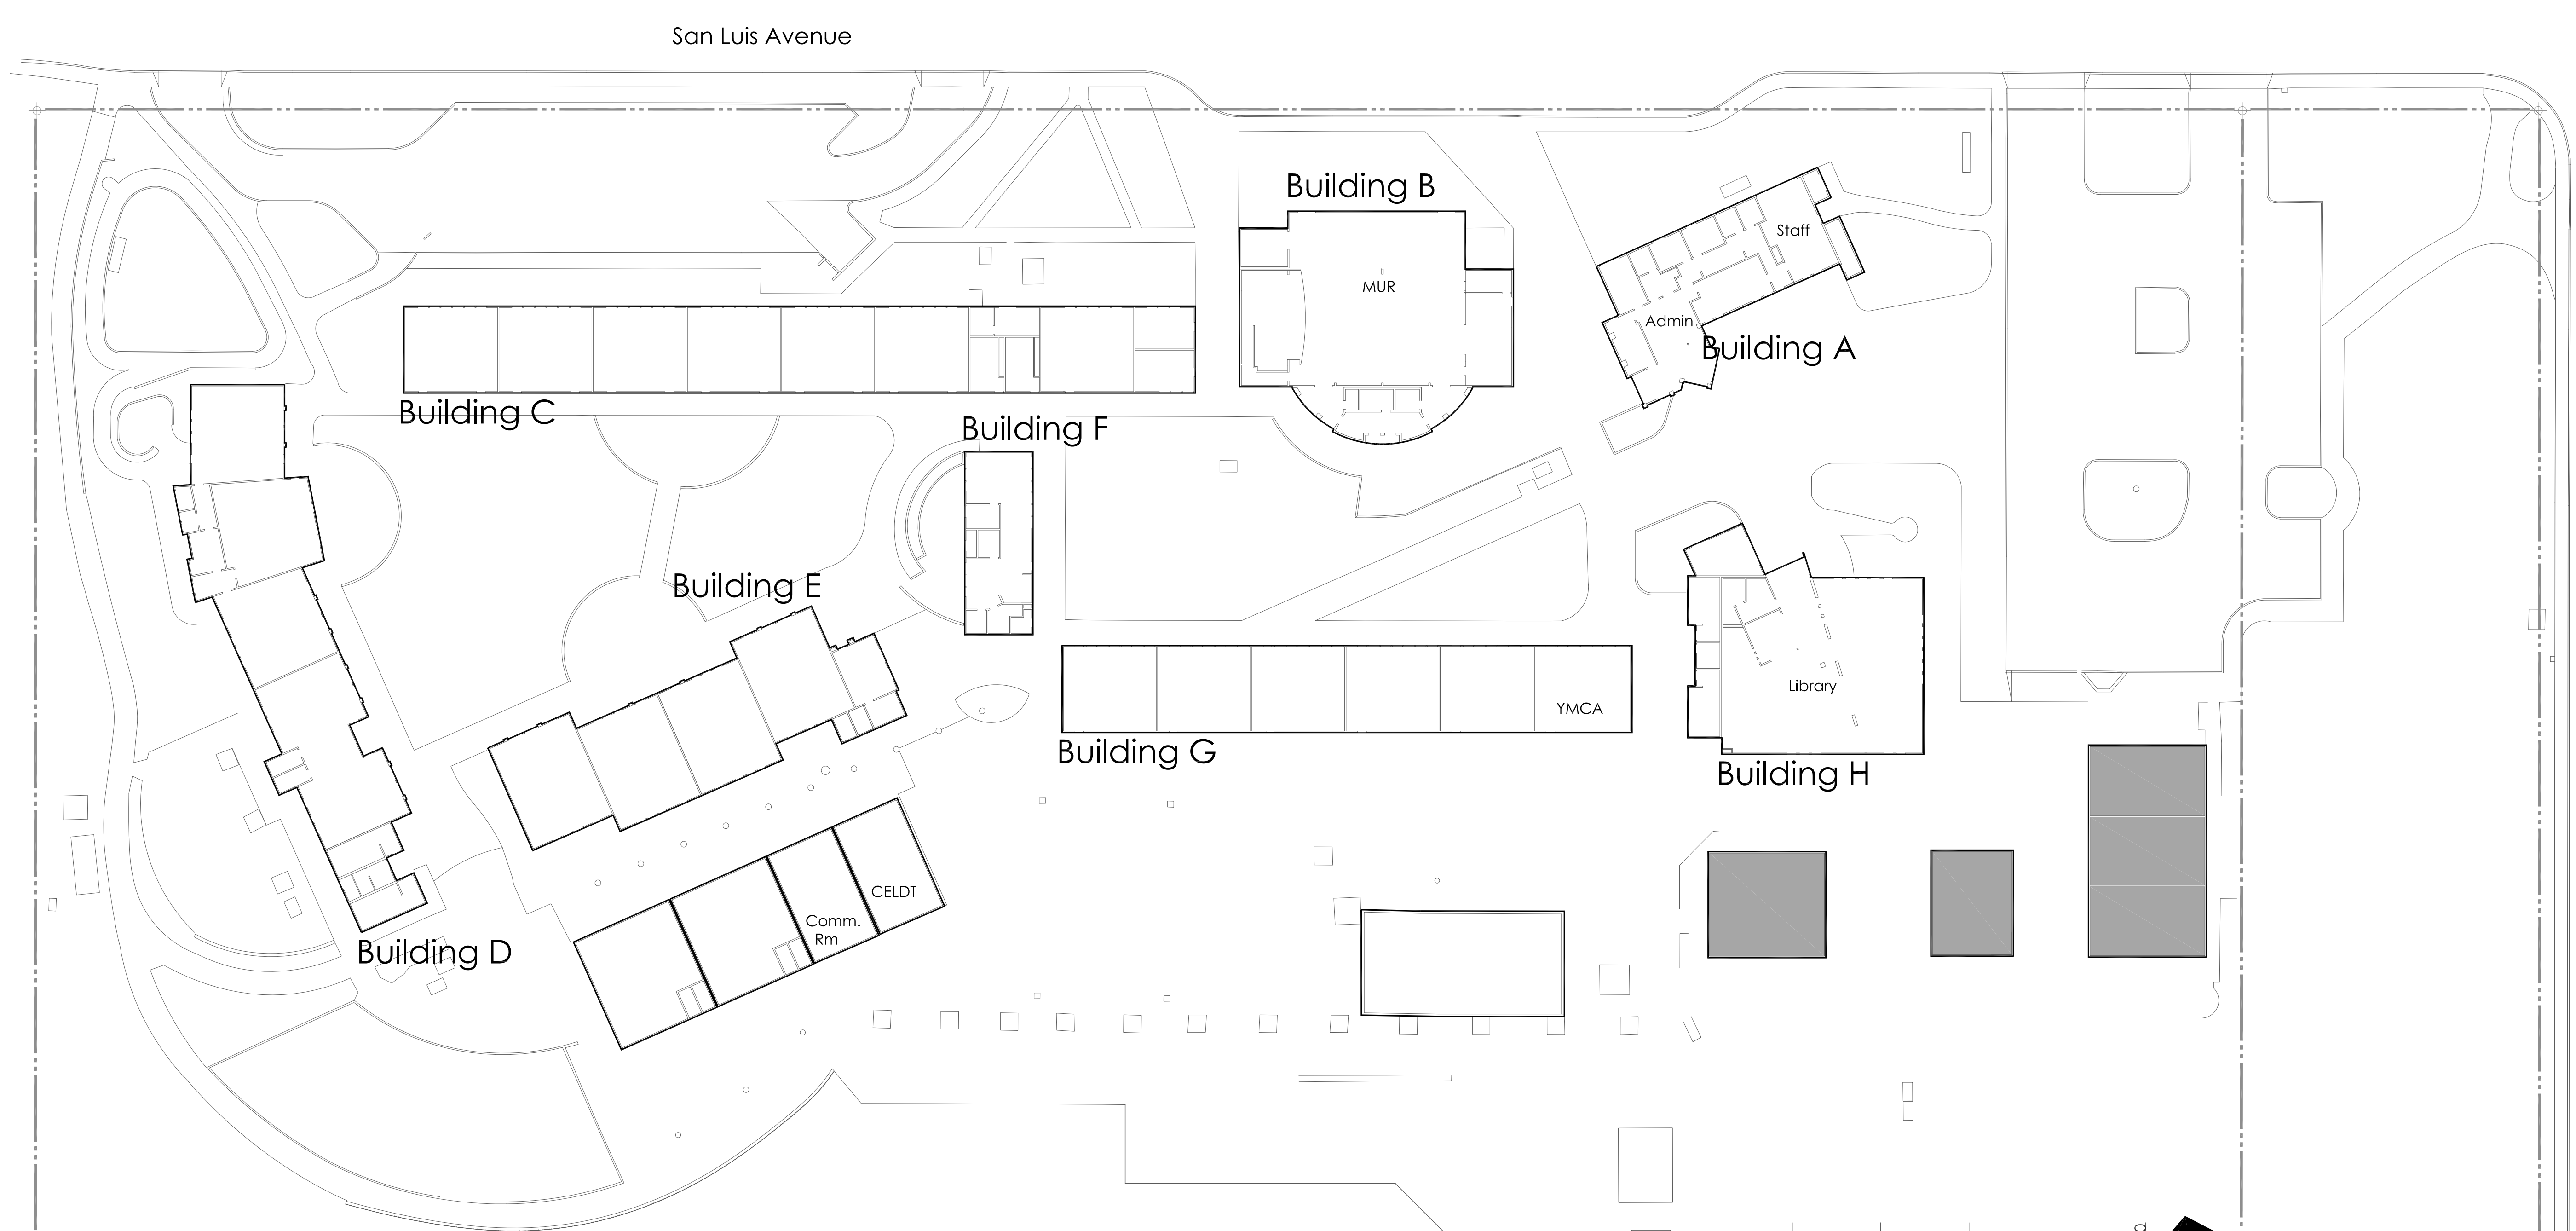 San Luis Avenue
Building B
Staff
MUR
Admin
Building A
Building C
Building F
Building E
Library
YMCA
Building G
Building H
CELDT
Comm.
Rm
Building D